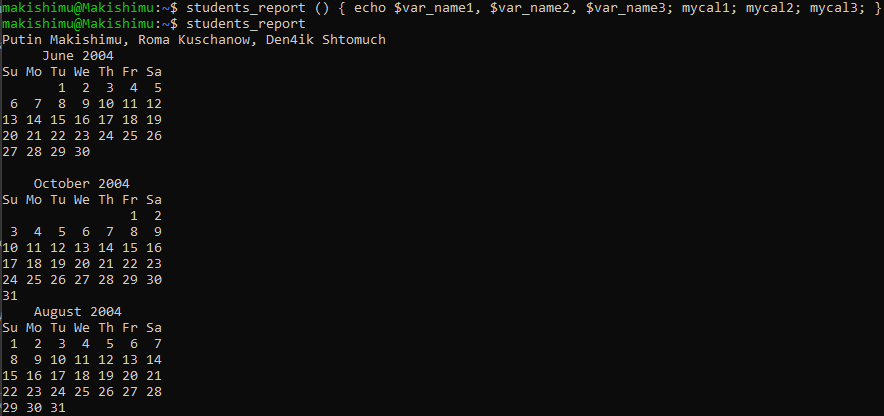 makishimu@Makishimu:~$ students_report () { echo $var_name1, $var_name2, $var_name3; mycal1; mycal2; mycal3; }
makishimu@Makishimu:~$ students_report
Putin Makishimu, Roma Kuschanow, Den4ik Shtomuch
     June 2004
Su Mo Tu We Th Fr Sa
       1  2  3  4  5
 6  7  8  9 10 11 12
13 14 15 16 17 18 19
20 21 22 23 24 25 26
27 28 29 30

    October 2004
Su Mo Tu We Th Fr Sa
                1  2
 3  4  5  6  7  8  9
10 11 12 13 14 15 16
17 18 19 20 21 22 23
24 25 26 27 28 29 30
31
    August 2004
Su Mo Tu We Th Fr Sa
 1  2  3  4  5  6  7
 8  9 10 11 12 13 14
15 16 17 18 19 20 21
22 23 24 25 26 27 28
29 30 31